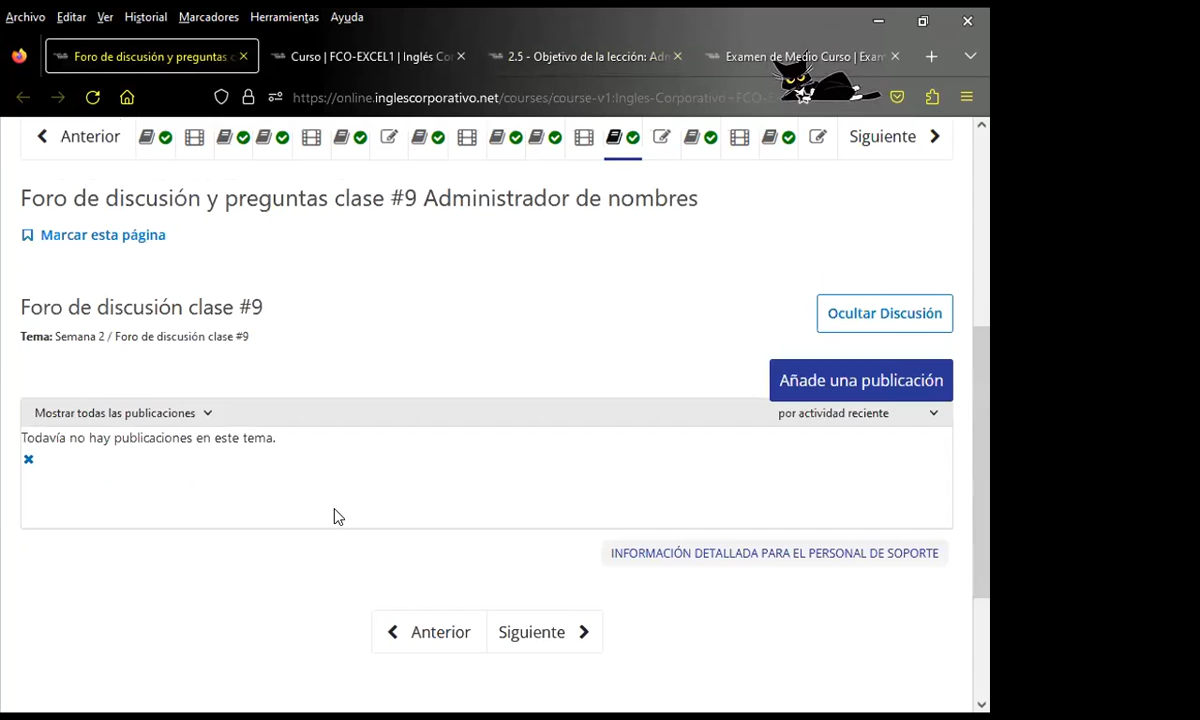 Archivo Editar Ver Historial Marcadores Herramientas Ayuda
Foro de discusión y preguntas c
Curso | FCO-EXCEL1 | Inglés Co
2.5 - Objetivo de la lección: Adm
Examen de Medio Curso | Exam
https://online.inglescorporativo.net/courses/course-v1:Ingles-Corporativo+FCO-E
Anterior
Siguiente
Foro de discusión y preguntas clase #9 Administrador de nombres
Marcar esta página
Foro de discusión clase #9
Ocultar Discusión
Tema: Semana 2 / Foro de discusión clase #9
Añade una publicación
Mostrar todas las publicaciones
por actividad reciente
Todavía no hay publicaciones en este tema.
INFORMACIÓN DETALLADA PARA EL PERSONAL DE SOPORTE
Anterior
Siguiente